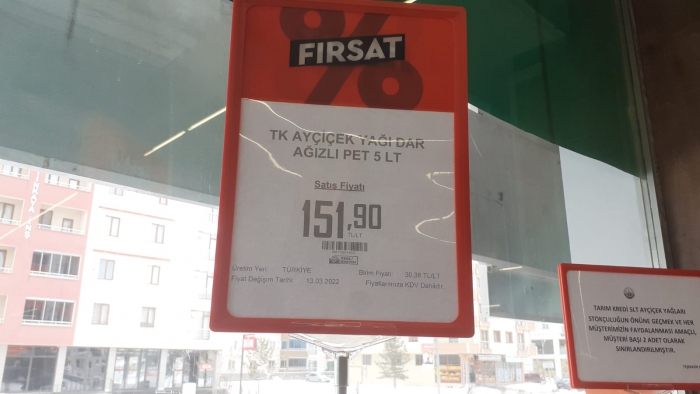 %
FIRSAT
TK AYÇİÇEK YAĞI DAR
AĞIZLI PET 5 LT
Satış Fiyatı
151,90
TL/LT
Üretim Yeri: TÜRKİYE
Birim Fiyatı: 30,38 TL/LT
Fiyat Değişim Tarihi: 13.03.2022
Fiyatlarımıza KDV Dahildir.
TARIM KREDİ 5LT AYÇİÇEK YAĞLARI
STOKÇULUĞUN ÖNÜNE GEÇMEK VE HER
MÜŞTERİMİZİN FAYDALANMASI AMAÇLI,
MÜŞTERİ BAŞI 2 ADET OLARAK
SINIRLANDIRILMIŞTIR.